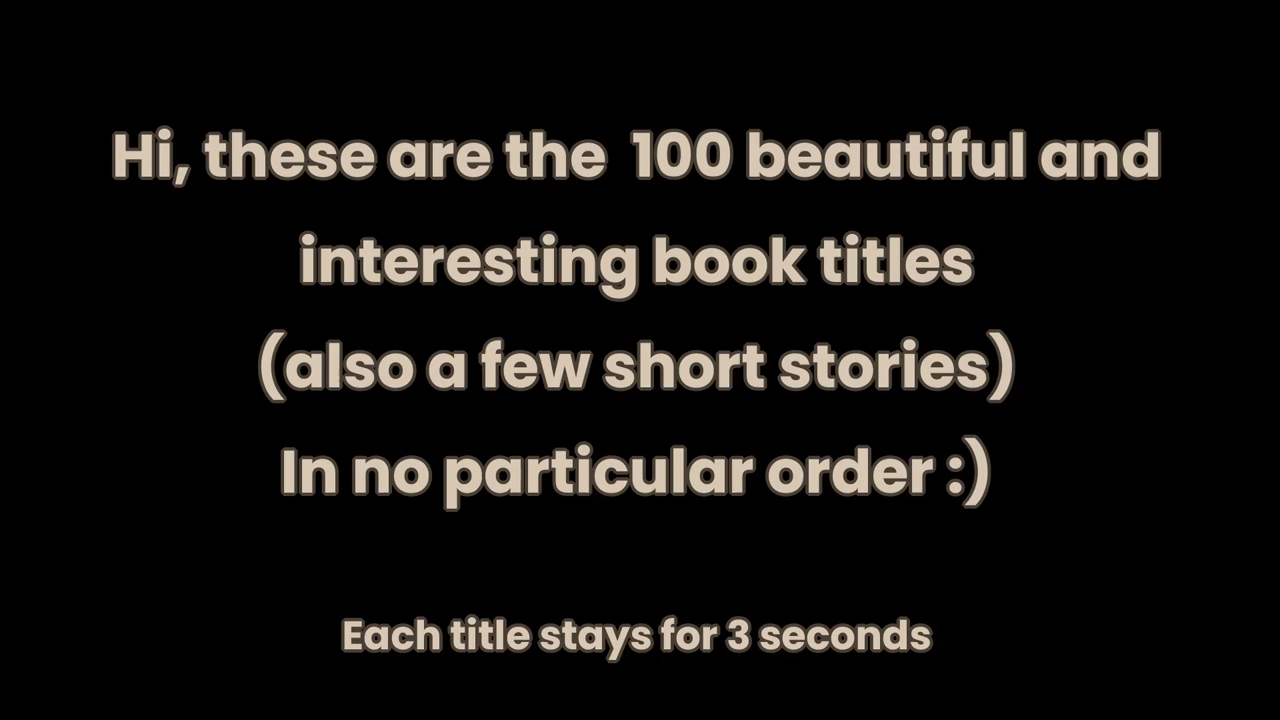 Hi, these are the  100 beautiful and
interesting book titles
(also a few short stories)
In no particular order :)
Each title stays for 3 seconds